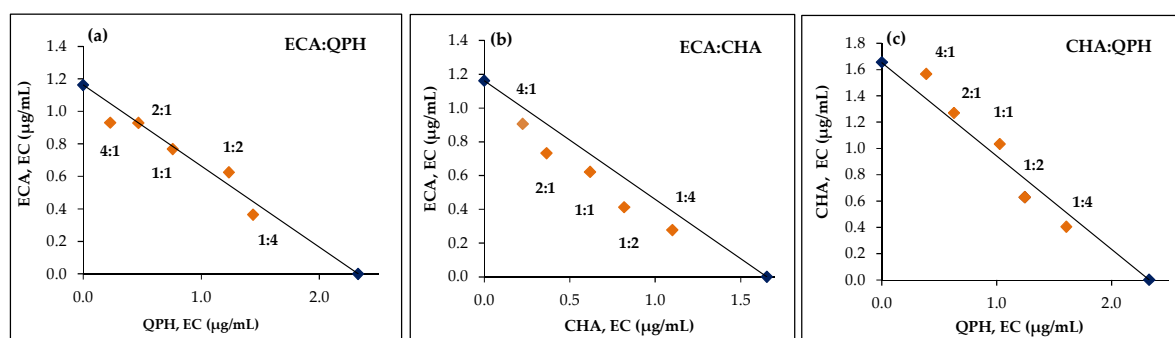 (a)
ECA:QPH
ECA, EC (µg/mL)
1.4
1.2
1.0
0.8
0.6
0.4
0.2
0.0
2:1
4:1
1:1
1:2
1:4
0.0 1.0 2.0
QPH, EC (µg/mL)
(b)
ECA:CHA
ECA, EC (µg/mL)
1.4
1.2
1.0
0.8
0.6
0.4
0.2
0.0
4:1
2:1
1:1
1:2
1:4
0.0 0.5 1.0 1.5
CHA, EC (µg/mL)
(c)
CHA:QPH
CHA, EC (µg/mL)
1.8
1.6
1.4
1.2
1.0
0.8
0.6
0.4
0.2
0.0
4:1
2:1
1:1
1:2
1:4
0.0 1.0 2.0
QPH, EC (µg/mL)